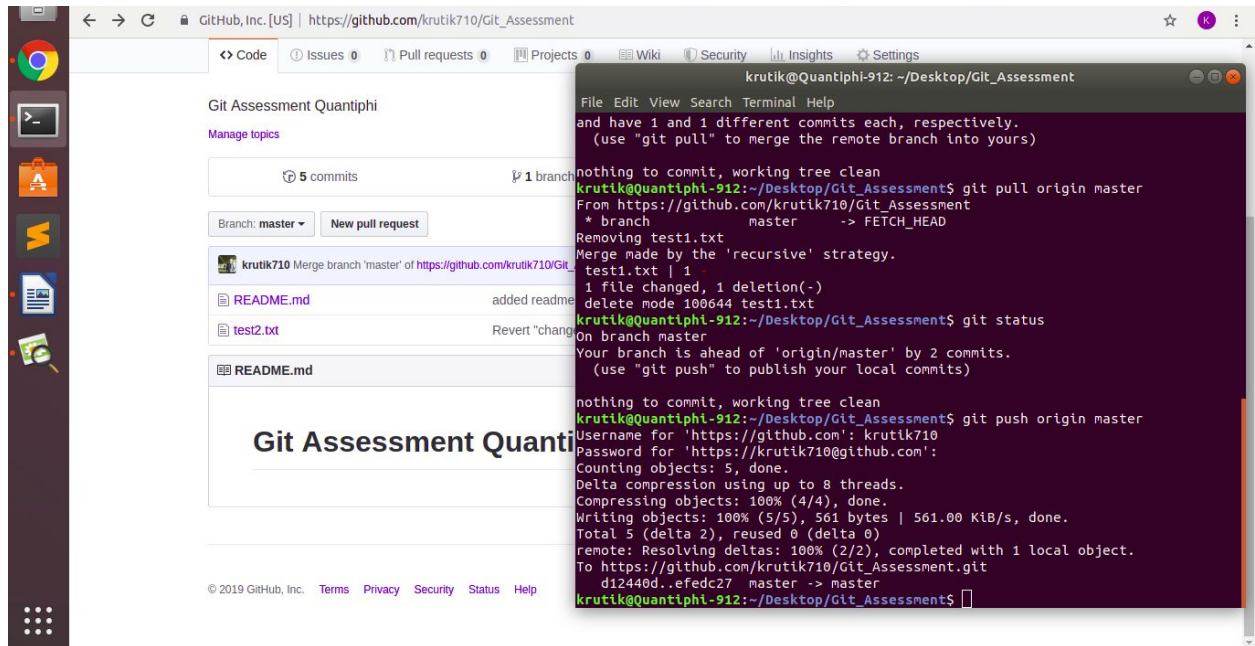 GitHub, Inc. [US] | https://github.com/krutik710/Git_Assessment
K
Code Issues 0 Pull requests 0 Projects 0 Wiki Security Insights Settings
Git Assessment Quantiphi
Manage topics
5 commits 1 branch
Branch: master New pull request
krutik710 Merge branch 'master' of https://github.com/krutik710/Git_
README.md added readme
test2.txt Revert "chang
README.md
Git Assessment Quanti
© 2019 GitHub, Inc. Terms Privacy Security Status Help
krutik@Quantiphi-912: ~/Desktop/Git_Assessment
File Edit View Search Terminal Help
and have 1 and 1 different commits each, respectively.
(use "git pull" to merge the remote branch into yours)
nothing to commit, working tree clean
krutik@Quantiphi-912:~/Desktop/Git_Assessment$ git pull origin master
From https://github.com/krutik710/Git_Assessment
* branch master -> FETCH_HEAD
Removing test1.txt
Merge made by the 'recursive' strategy.
test1.txt | 1 -
1 file changed, 1 deletion(-)
delete mode 100644 test1.txt
krutik@Quantiphi-912:~/Desktop/Git_Assessment$ git status
On branch master
Your branch is ahead of 'origin/master' by 2 commits.
(use "git push" to publish your local commits)
nothing to commit, working tree clean
krutik@Quantiphi-912:~/Desktop/Git_Assessment$ git push origin master
Username for 'https://github.com': krutik710
Password for 'https://krutik710@github.com':
Counting objects: 5, done.
Delta compression using up to 8 threads.
Compressing objects: 100% (4/4), done.
Writing objects: 100% (5/5), 561 bytes | 561.00 KiB/s, done.
Total 5 (delta 2), reused 0 (delta 0)
remote: Resolving deltas: 100% (2/2), completed with 1 local object.
To https://github.com/krutik710/Git_Assessment.git
d12440d..efedc27 master -> master
krutik@Quantiphi-912:~/Desktop/Git_Assessment$